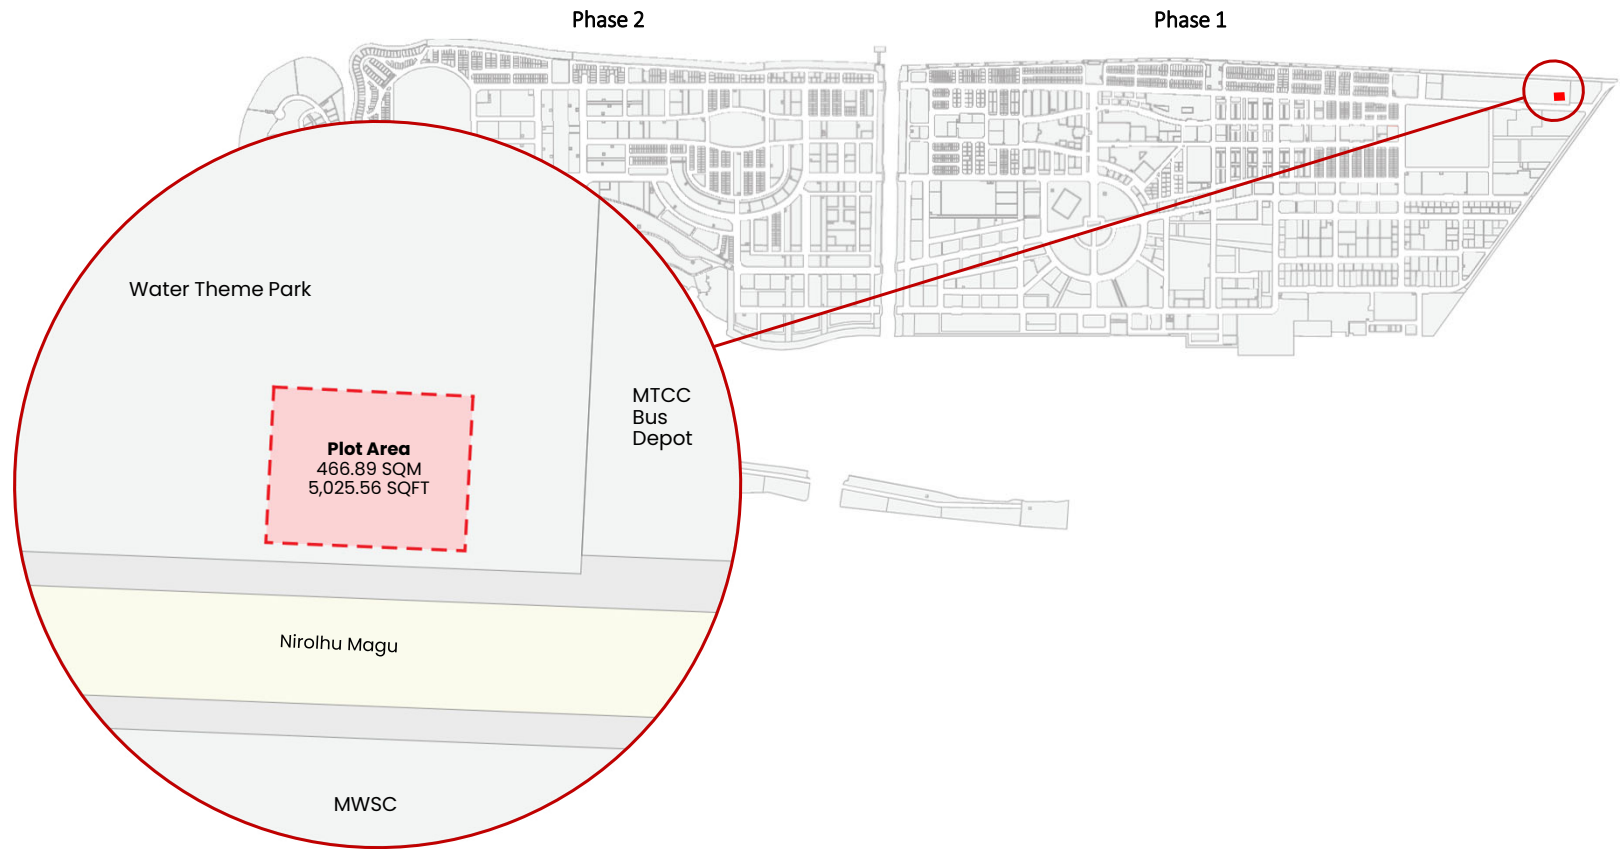 Phase 2
Phase 1
Water Theme Park
MTCC
Bus
Depot
Plot Area
466.89 SQM
5,025.56 SQFT
Nirolhu Magu
MWSC